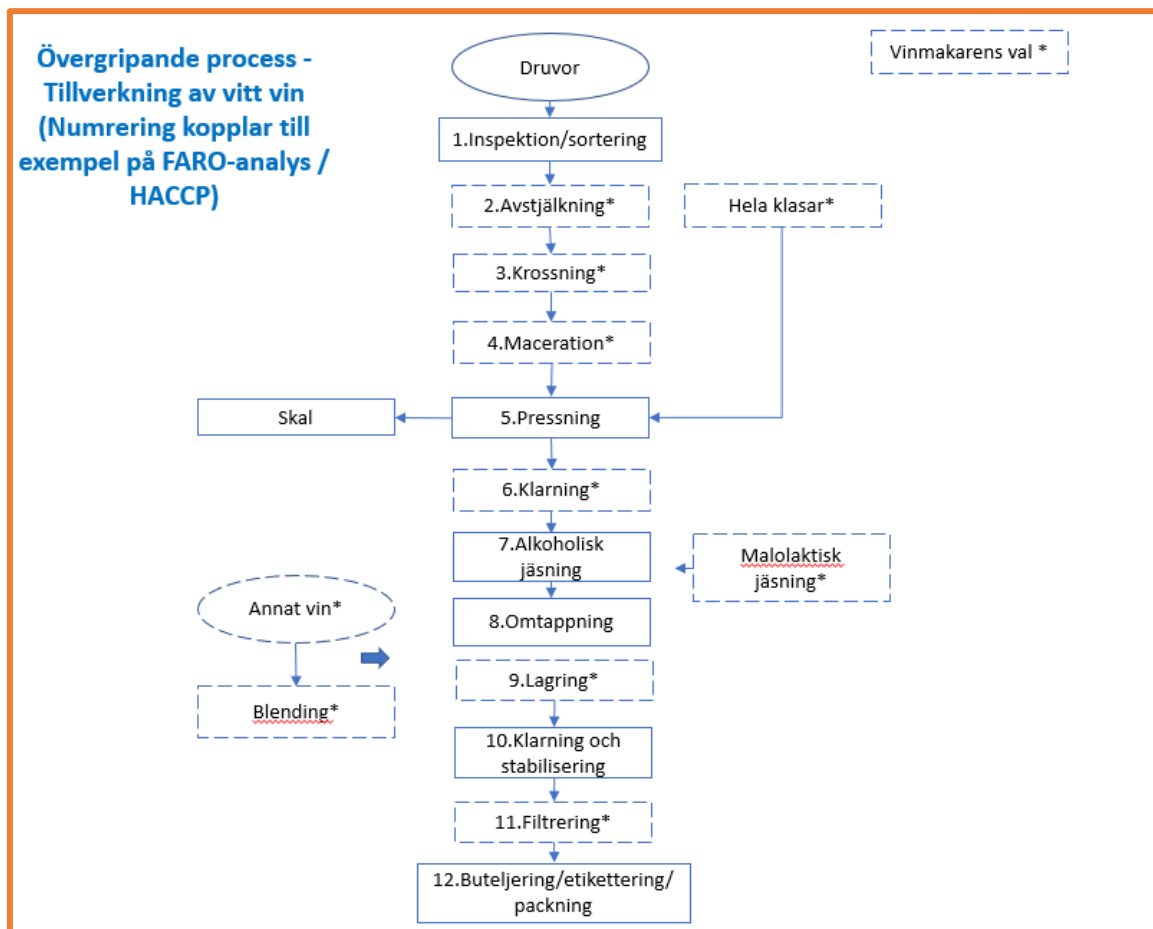 Övergripande process -
Tillverkning av vitt vin
(Numrering kopplar till
exempel på FARO-analys /
HACCP)
Druvor
Vinmakarens val *
1.Inspektion/sortering
2.Avstjälkning*
Hela klasar*
3.Krossning*
4.Maceration*
Skal
5.Pressning
6.Klarning*
7.Alkoholisk
jäsning
Malolaktisk
jäsning*
Annat vin*
8.Omtappning
9.Lagring*
Blending*
10.Klarning och
stabilisering
11.Filtrering*
12.Buteljering/etikettering/
packning